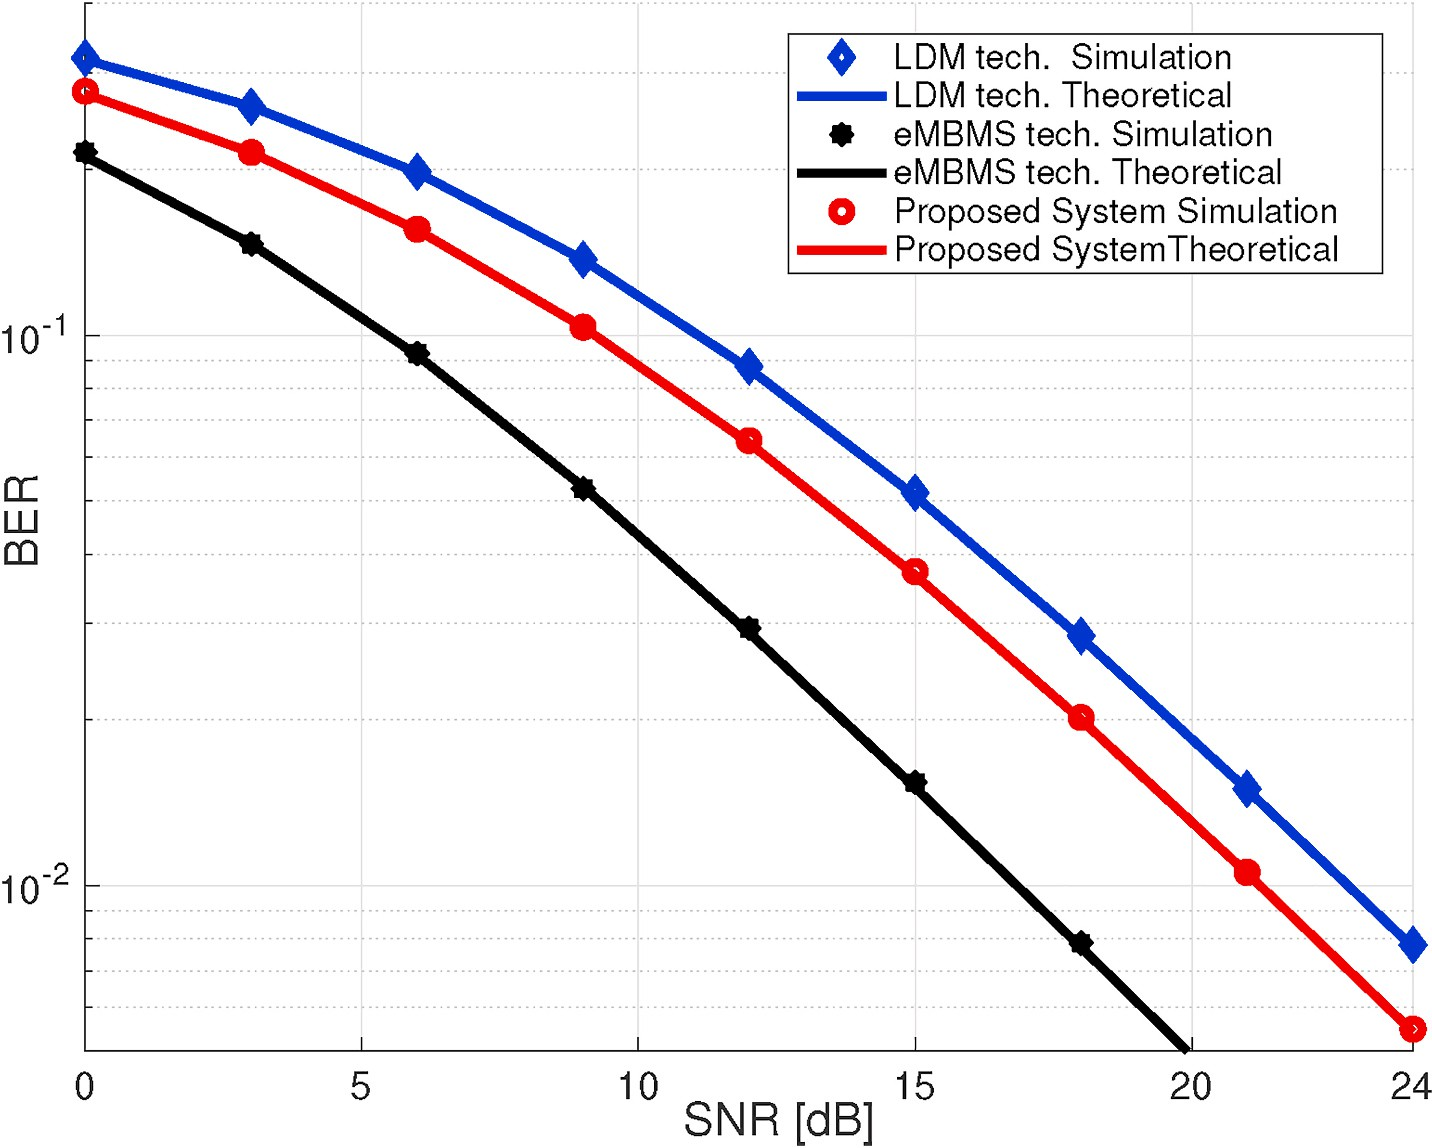 LDM tech. Simulation
LDM tech. Theoretical
eMBMS tech. Simulation
eMBMS tech. Theoretical
Proposed System Simulation
Proposed SystemTheoretical
10-1
10-2
BER
0
5
10
15
20
24
SNR [dB]